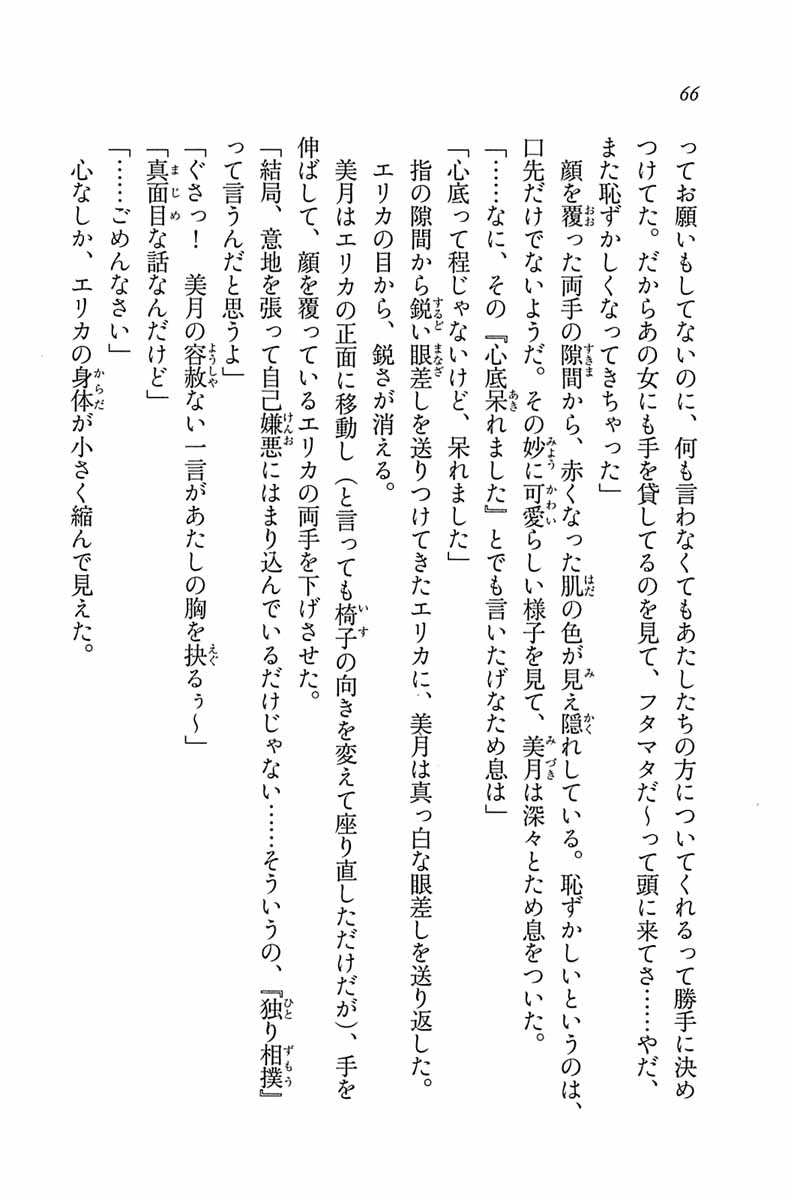 66
ってお願いもしてないのに、何も言わなくてもあたしたちの方についてくれるって勝手に決め
つけてた。だからあの女にも手を貸してるのを見て、フタマタだ～って頭に来てさ……やだ、
また恥ずかしくなってきちゃった」
　顔を覆った両手の隙間から、赤くなった肌の色が見え隠れしている。恥ずかしいというのは、
口先だけでないようだ。その妙に可愛らしい様子を見て、美月は深々とため息をついた。
「……なに、その『心底呆れました』とでも言いたげなため息は」
「心底って程じゃないけど、呆れました」
　指の隙間から鋭い眼差しを送りつけてきたエリカに、美月は真っ白な眼差しを送り返した。
　エリカの目から、鋭さが消える。
　美月はエリカの正面に移動し（と言っても椅子の向きを変えて座り直しただけだが）、手を
伸ばして、顔を覆っているエリカの両手を下げさせた。
「結局、意地を張って自己嫌悪にはまり込んでいるだけじゃない……そういうの、『独り相撲』
って言うんだと思うよ」
「ぐさっ！　美月の容赦ない一言があたしの胸を抉るぅ～」
「真面目な話なんだけど」
「……ごめんなさい」
　心なしか、エリカの身体が小さく縮んで見えた。